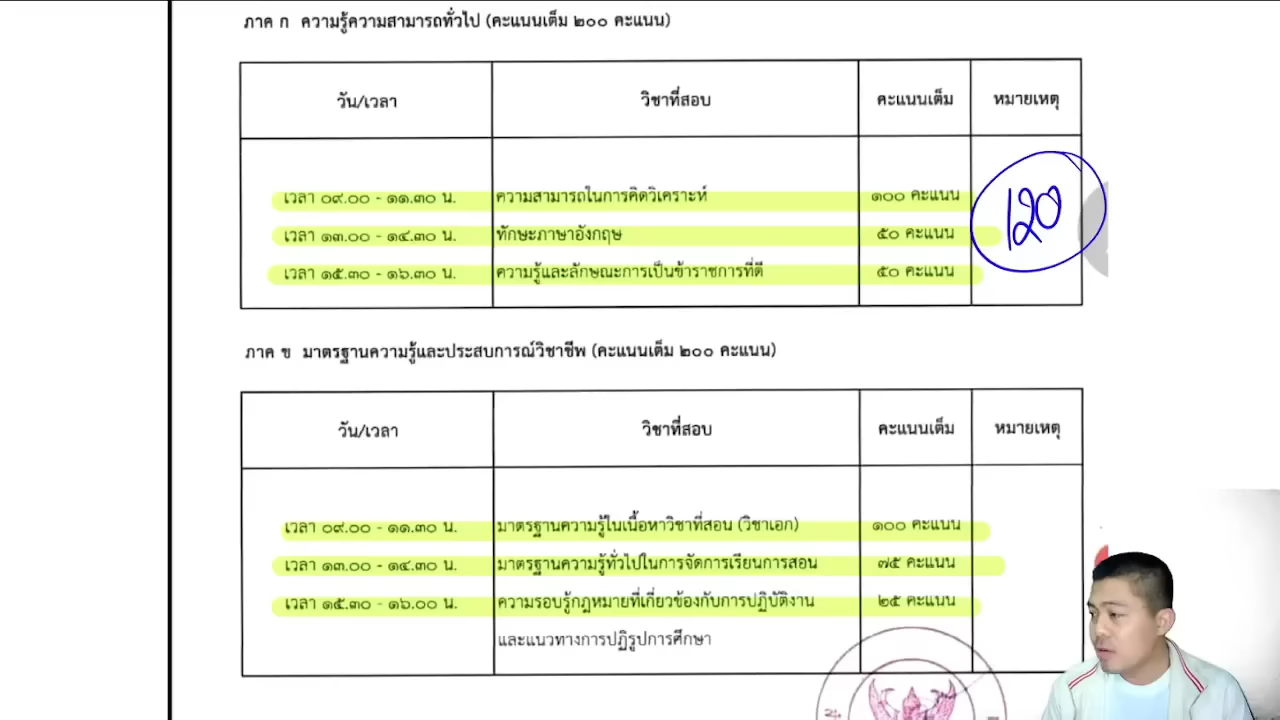 ภาค ก ความรู้ความสามารถทั่วไป (คะแนนเต็ม ๒๐๐ คะแนน)
วัน/เวลา วิชาที่สอบ คะแนนเต็ม หมายเหตุ
เวลา ๐๙.๐๐ - ๑๑.๓๐ น. ความสามารถในการคิดวิเคราะห์ ๑๐๐ คะแนน
120
เวลา ๑๓.๐๐ - ๑๔.๓๐ น. ทักษะภาษาอังกฤษ ๕๐ คะแนน
เวลา ๑๕.๓๐ - ๑๖.๓๐ น. ความรู้และลักษณะการเป็นข้าราชการที่ดี ๕๐ คะแนน
ภาค ข มาตรฐานความรู้และประสบการณ์วิชาชีพ (คะแนนเต็ม ๒๐๐ คะแนน)
วัน/เวลา วิชาที่สอบ คะแนนเต็ม หมายเหตุ
เวลา ๐๙.๐๐ - ๑๑.๓๐ น. มาตรฐานความรู้ในเนื้อหาวิชาที่สอน (วิชาเอก) ๑๐๐ คะแนน
เวลา ๑๓.๐๐ - ๑๔.๓๐ น. มาตรฐานความรู้ทั่วไปในการจัดการเรียนการสอน ๗๕ คะแนน
เวลา ๑๕.๓๐ - ๑๖.๐๐ น. ความรอบรู้กฎหมายที่เกี่ยวข้องกับการปฏิบัติงาน ๒๕ คะแนน
และแนวทางการปฏิรูปการศึกษา